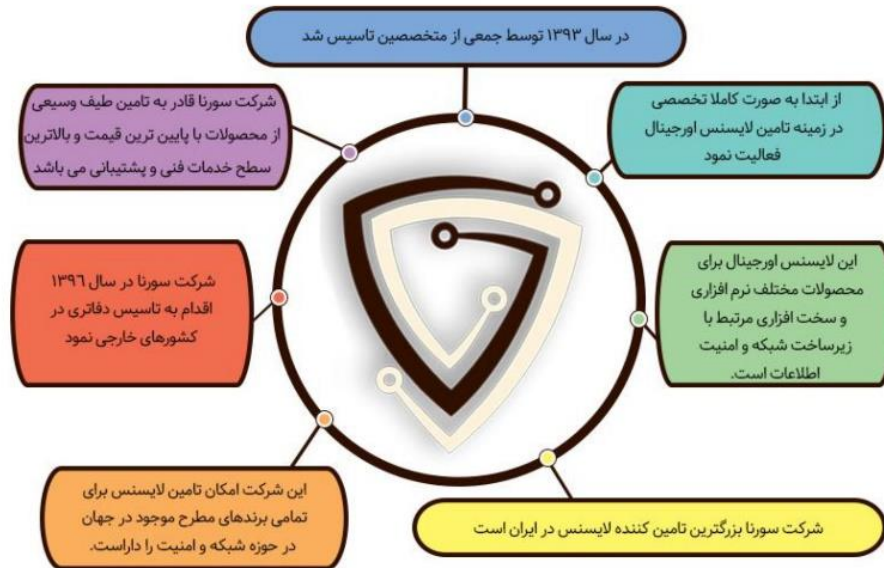 در سال ۱۳۹۳ توسط جمعی از متخصصین تاسیس شد
از ابتدا به صورت کاملا تخصصی
در زمینه تامین لایسنس اورجینال
فعالیت نمود
این لایسنس اورجینال برای
محصولات مختلف نرم افزاری
و سخت افزاری مرتبط با
زیرساخت شبکه و امنیت
اطلاعات است.
شرکت سورنا بزرگترین تامین کننده لایسنس در ایران است
این شرکت امکان تامین لایسنس برای
تمامی برندهای مطرح موجود در جهان
در حوزه شبکه و امنیت را داراست.
شرکت سورنا در سال ۱۳۹۶
اقدام به تاسیس دفاتری در
کشورهای خارجی نمود
شرکت سورنا قادر به تامین طیف وسیعی
از محصولات با پایین ترین قیمت و بالاترین
سطح خدمات فنی و پشتیبانی می باشد